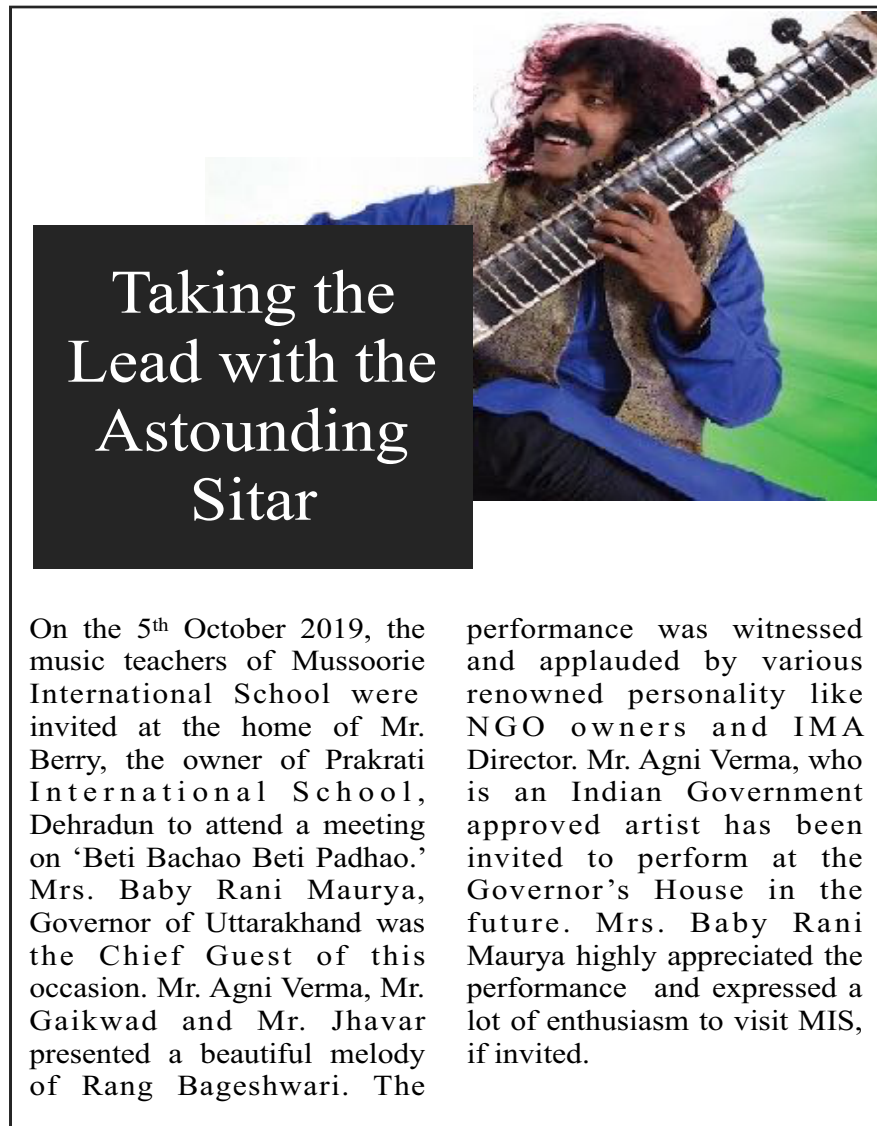 Taking the
Lead with the
Astounding
Sitar
On the 5th October 2019, the
music teachers of Mussoorie
International School were
invited at the home of Mr.
Berry, the owner of Prakrati
International School,
Dehradun to attend a meeting
on ‘Beti Bachao Beti Padhao.’
Mrs. Baby Rani Maurya,
Governor of Uttarakhand was
the Chief Guest of this
occasion. Mr. Agni Verma, Mr.
Gaikwad and Mr. Jhavar
presented a beautiful melody
of Rang Bageshwari. The
performance was witnessed
and applauded by various
renowned personality like
NGO owners and IMA
Director. Mr. Agni Verma, who
is an Indian Government
approved artist has been
invited to perform at the
Governor’s House in the
future. Mrs. Baby Rani
Maurya highly appreciated the
performance and expressed a
lot of enthusiasm to visit MIS,
if invited.